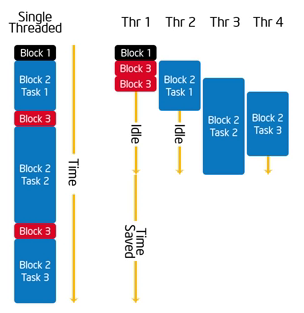 Single
Threaded
Block 1
Block 2
Task 1
Block 3
Block 2
Task 2
Block 3
Block 2
Task 3
Time
Thr 1
Block 1
Block 3
Block 3
Idle
Time
Saved
Thr 2
Block 2
Task 1
Idle
Thr 3
Block 2
Task 2
Thr 4
Block 2
Task 3